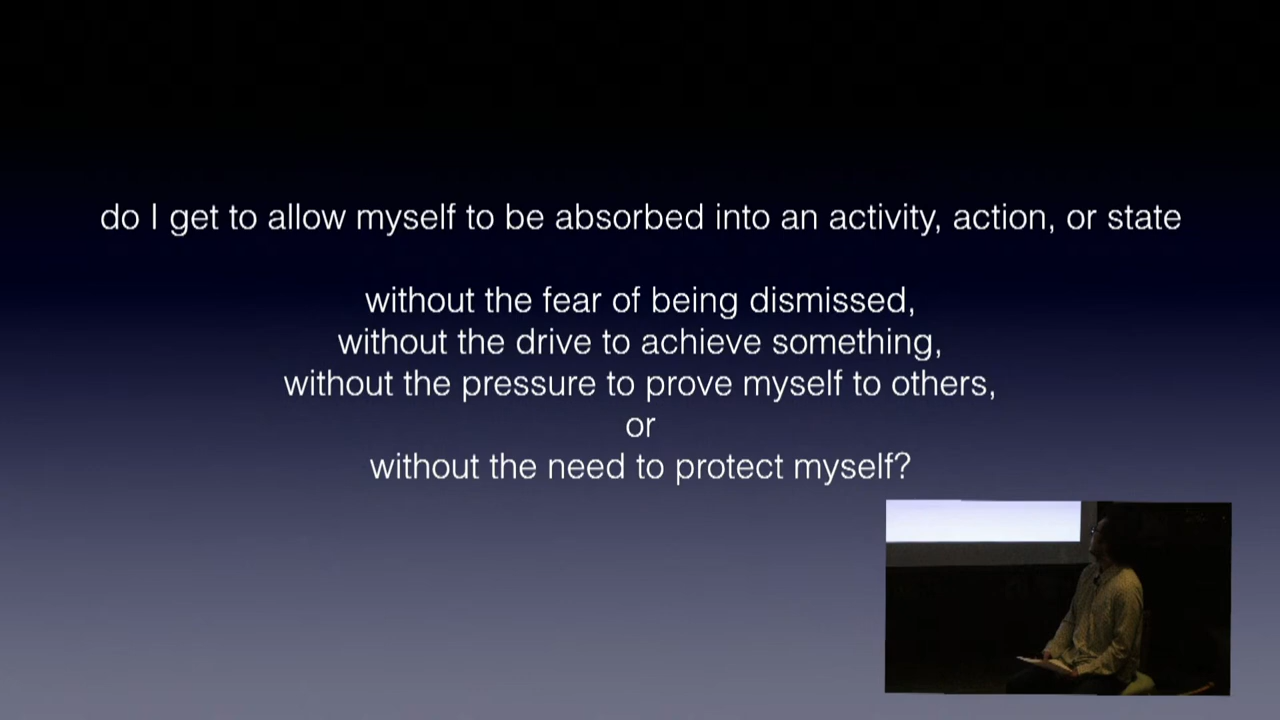 do I get to allow myself to be absorbed into an activity, action, or state
without the fear of being dismissed,
without the drive to achieve something,
without the pressure to prove myself to others,
or
without the need to protect myself?